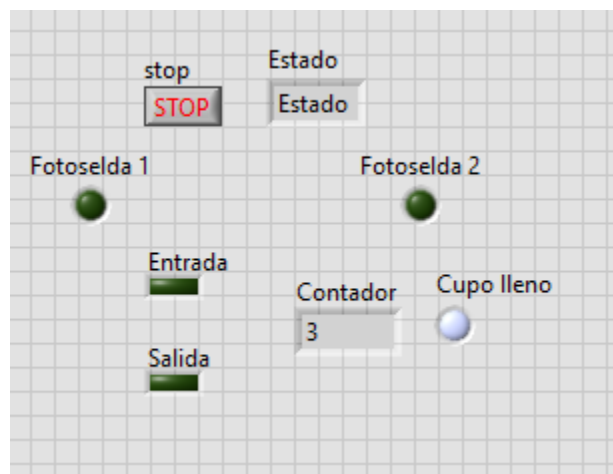 stop
Estado
STOP
Estado
Fotoselda 1
Fotoselda 2
Entrada
Contador
Cupo lleno
3
Salida